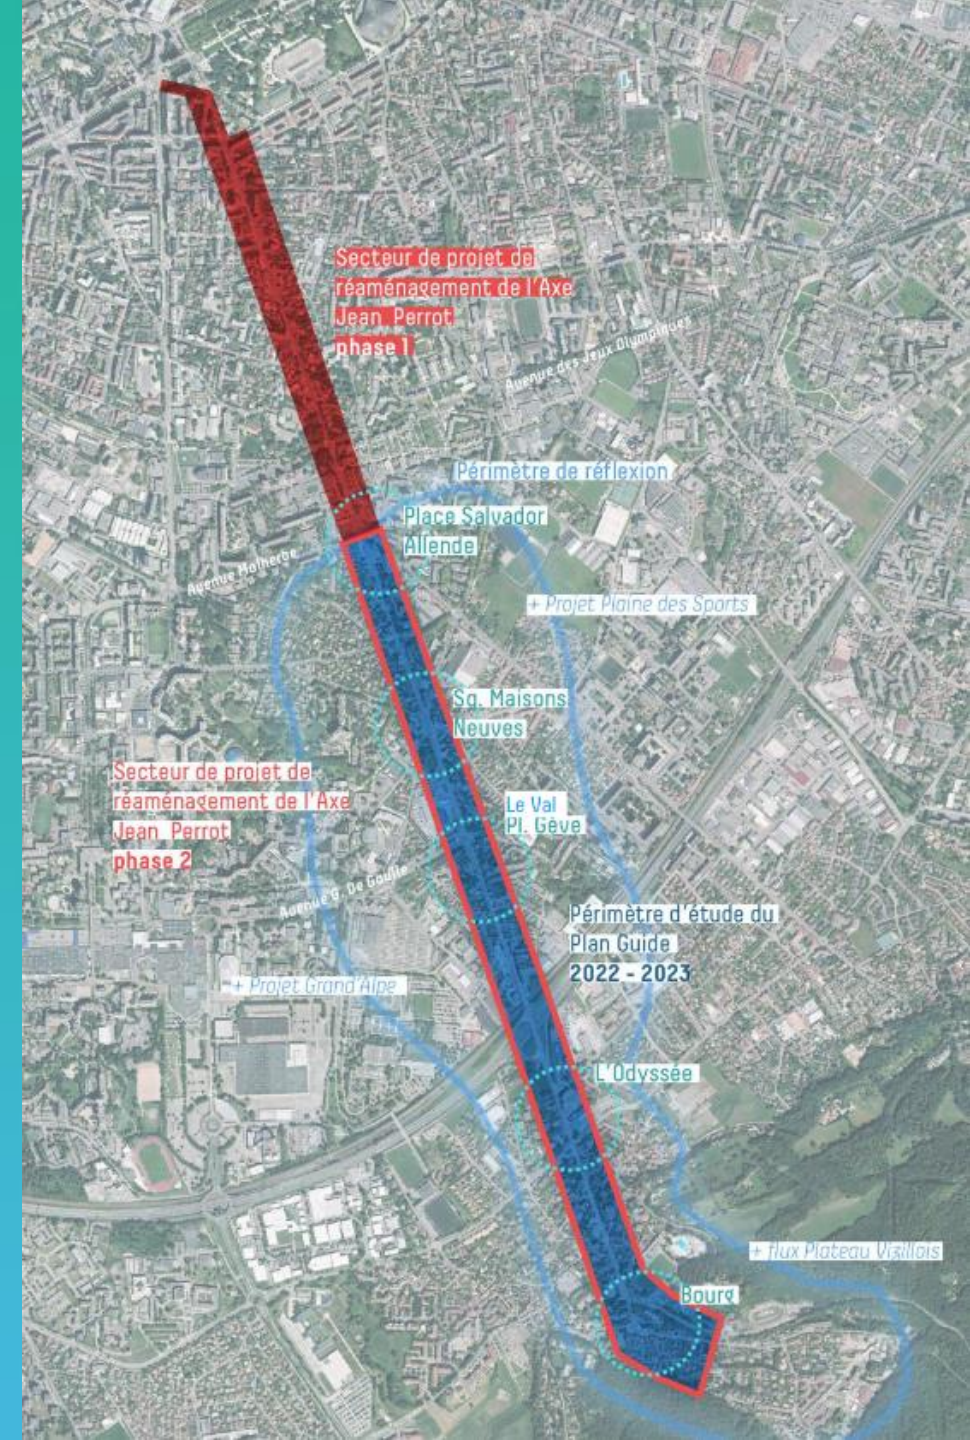 Secteur de projet de
réaménagement de l'Axe
Jean Perrot
phase 1
Avenue des Jeux Olympiques
Périmètre de réflexion
Place Salvador
Allende
Avenue Malherbe
+ Projet Plaine des Sports
Sq. Maisons
Neuves
Secteur de projet de
réaménagement de l'Axe
Jean Perrot
phase 2
Le Val
Pl. Gève
Avenue G. De Gaulle
Périmètre d'étude du
Plan Guide
2022 - 2023
+ Projet Grand'Alpe
L'Odyssée
+ flux Plateau Vizillois
Bourg